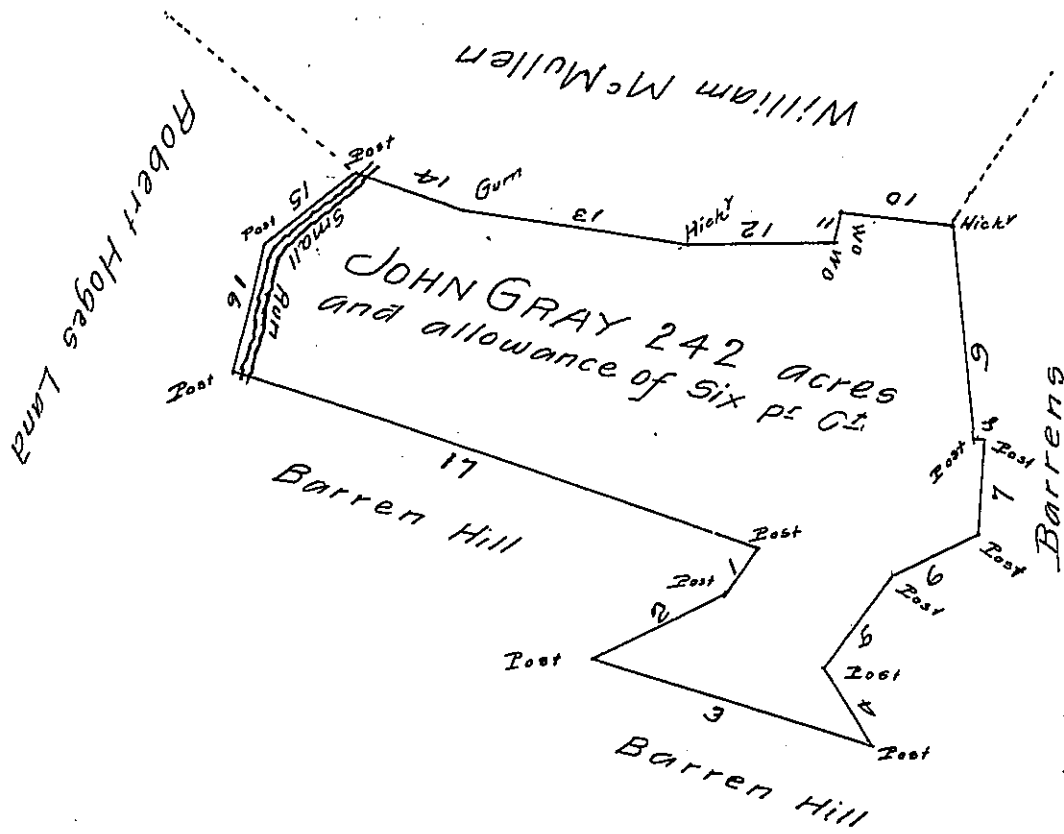 William McMullen
Robert Hoges Land
Post
14
Gum
13
Hicky
12
11
WO
WO
10
Hicky
15
Post
Small Run
16
Post
JOHN GRAY 242 acres
and allowance of Six pr Ct.
9
8
Post
Post
7
Barrens
Post
6
Post
5
Post
4
Post
17
Barren Hill
Post
1
Post
2
Post
3
Barren Hill